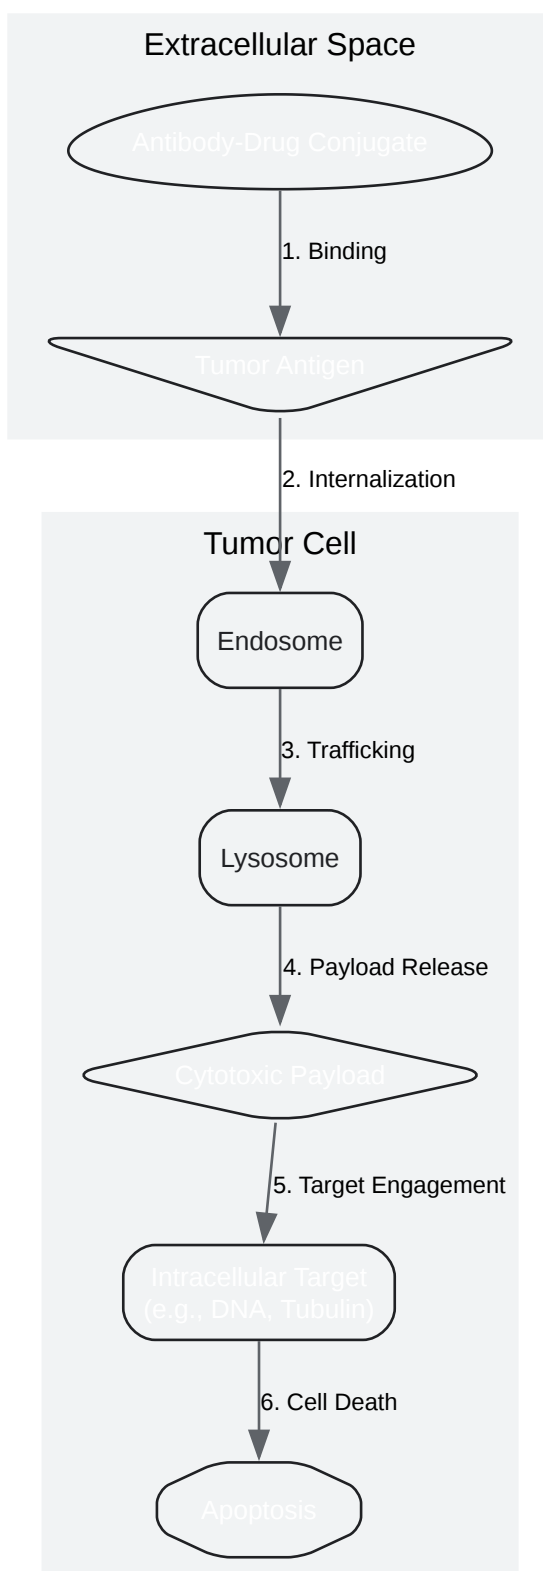 Extracellular Space
Antibody-Drug Conjugate
1. Binding
Tumor Antigen
2. Internalization
Tumor Cell
Endosome
3. Trafficking
Lysosome
4. Payload Release
Cytotoxic Payload
5. Target Engagement
Intracellular Target
(e.g., DNA, Tubulin)
6. Cell Death
Apoptosis